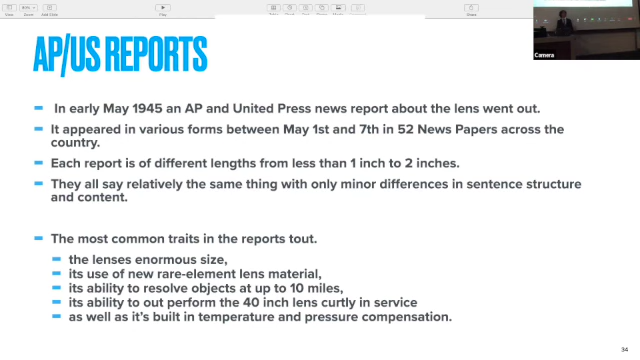 AP/US REPORTS
Camera
In early May 1945 an AP and United Press news report about the lens went out.
It appeared in various forms between May 1st and 7th in 52 News Papers across the
country.
Each report is of different lengths from less than 1 inch to 2 inches.
They all say relatively the same thing with only minor differences in sentence structure
and content.
The most common traits in the reports tout.
the lenses enormous size,
its use of new rare-element lens material,
its ability to resolve objects at up to 10 miles,
its ability to out perform the 40 inch lens curtly in service
as well as it's built in temperature and pressure compensation.
34